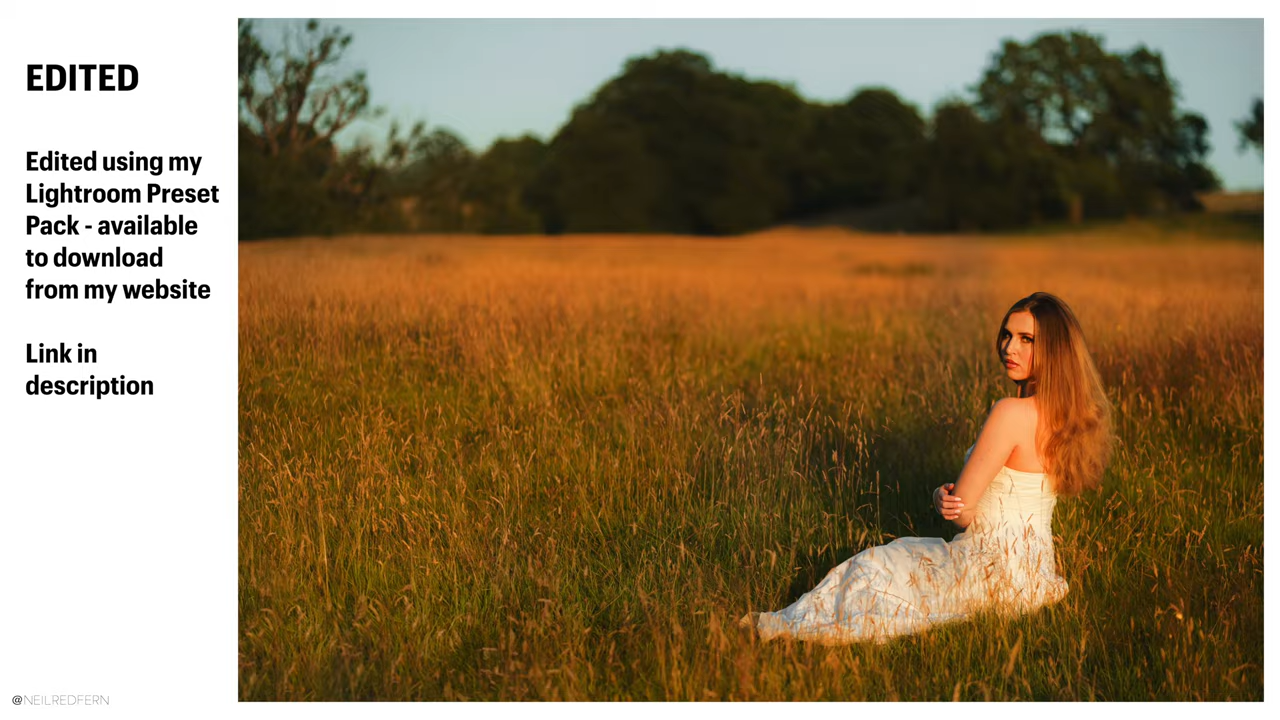 EDITED
Edited using my
Lightroom Preset
Pack - available
to download
from my website
Link in
description
@NEILREDFERN